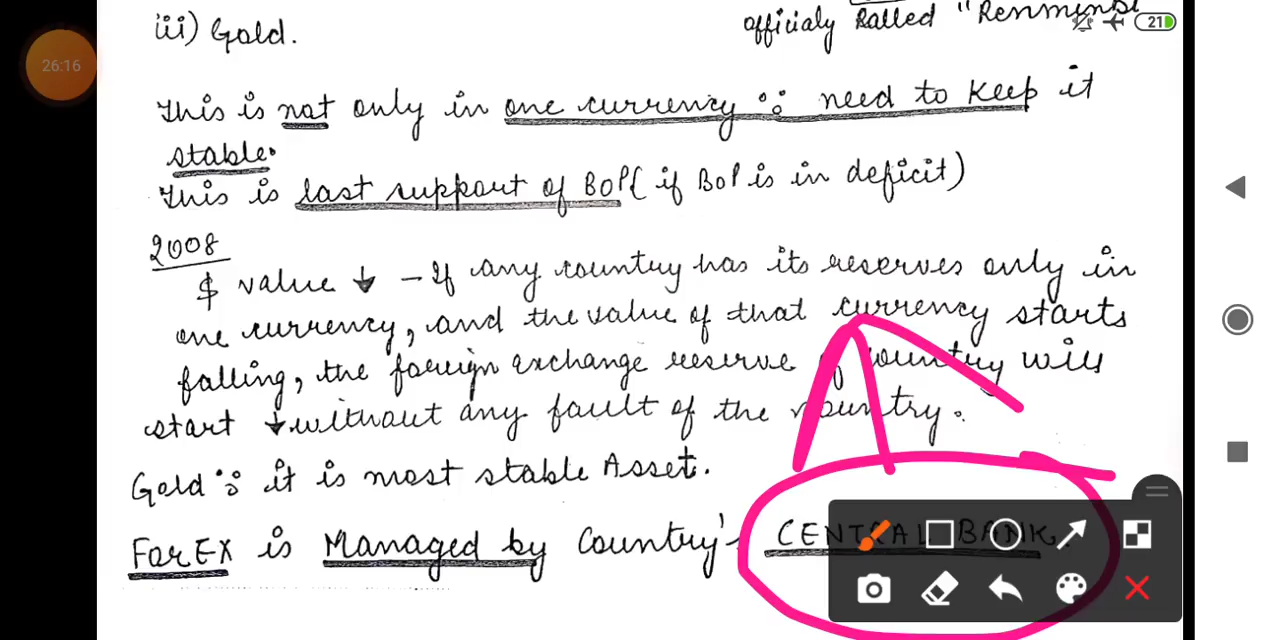 iii) Gold.
officialy Called "Renminbi
26:16
21
This is not only in one currency ∵ need to keep it
stable.
This is last support of BOP( if BOP is in deficit)
2008
$ value ↓ – If any country has its reserves only in
one currency, and the value of that currency starts
falling, the foreign exchange reserve of country will
start ↓ without any fault of the country.
Gold ∵ it is most stable Asset.
ForEX is Managed by Country's CENTRAL BANK.